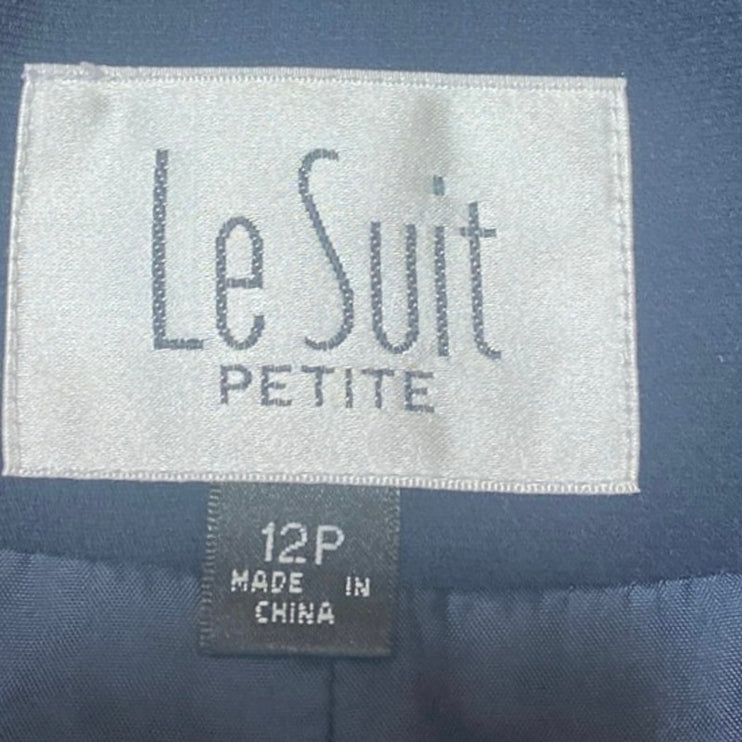 Le Suit
PETITE
12P
MADE IN
CHINA